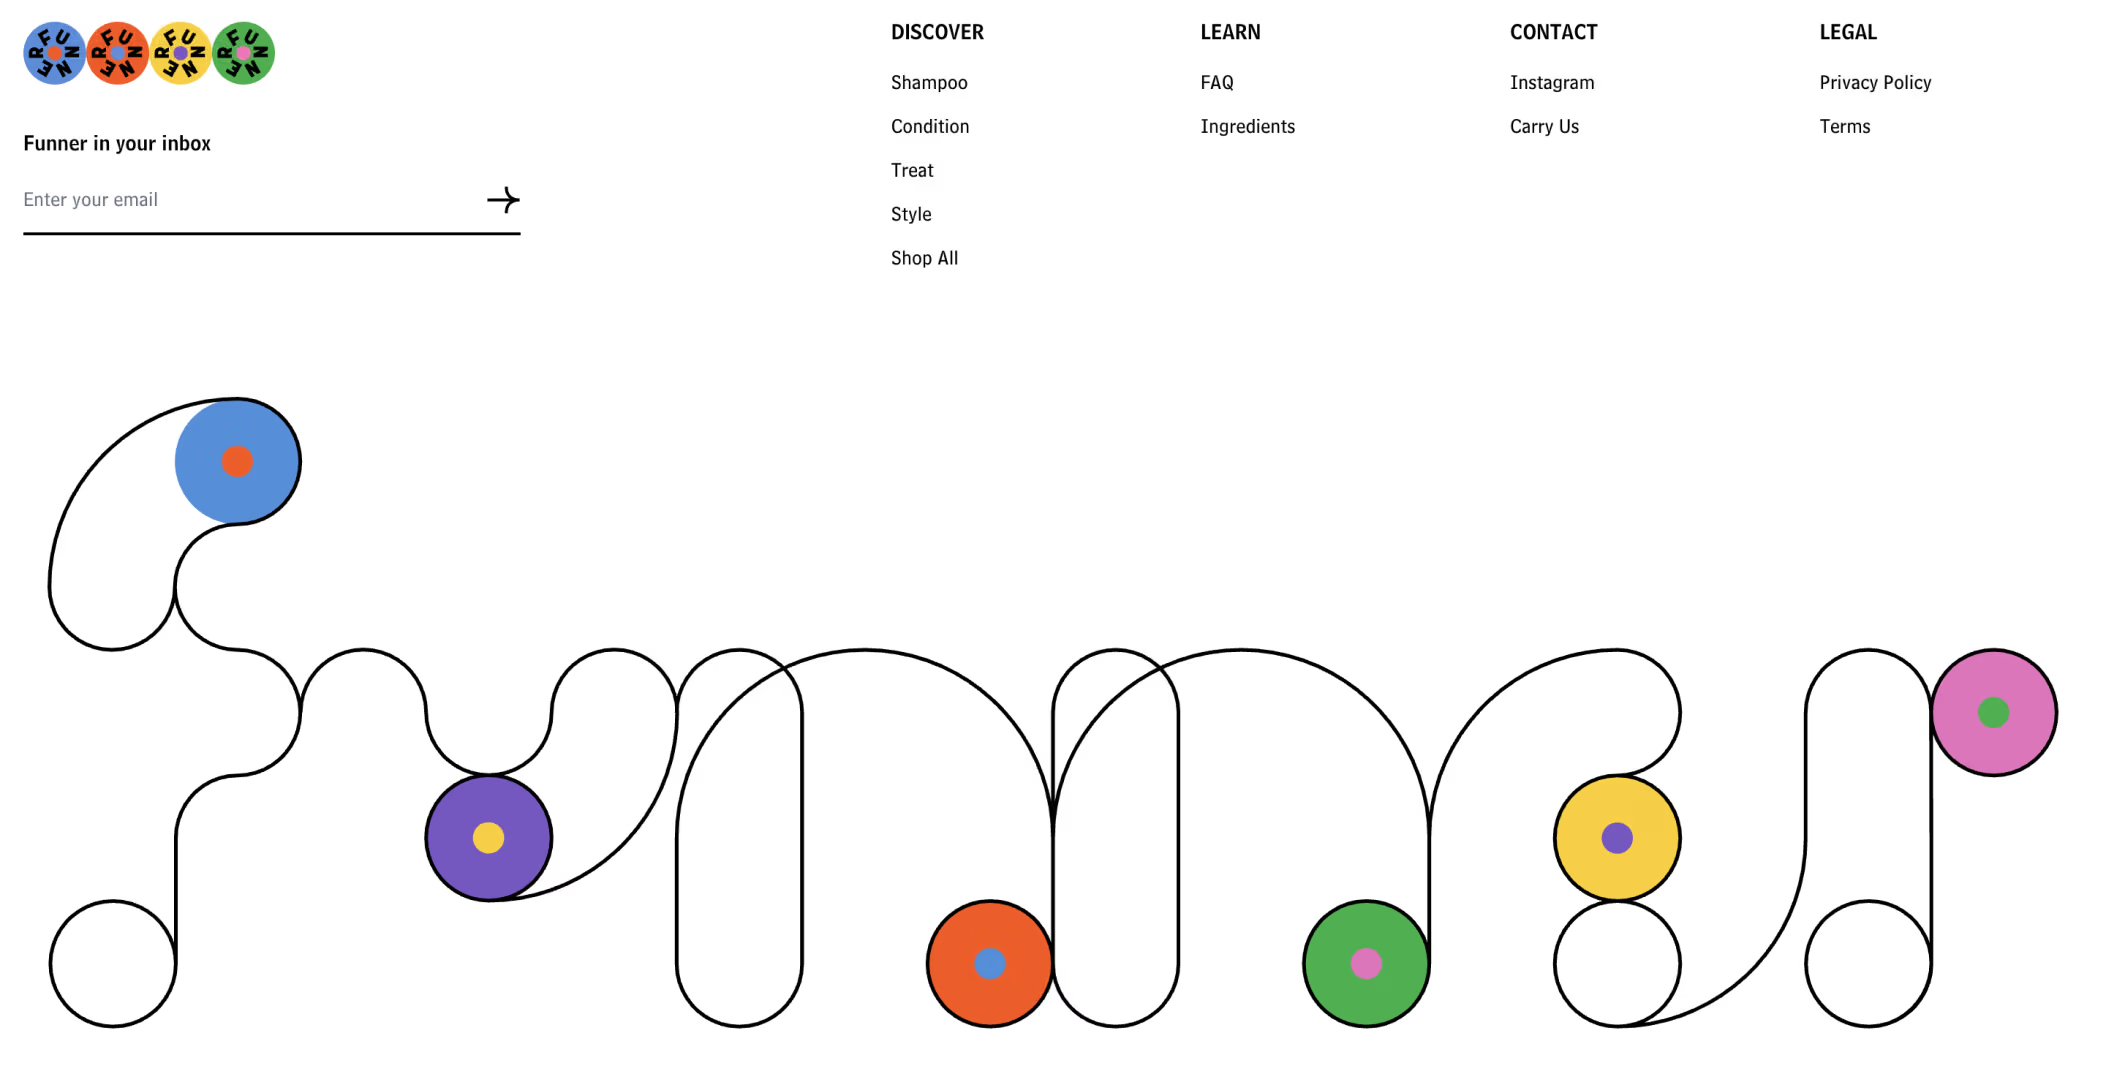 FUNNER FUNNER FUNNER FUNNER
Funner in your inbox
Enter your email
DISCOVER
Shampoo
Condition
Treat
Style
Shop All
LEARN
FAQ
Ingredients
CONTACT
Instagram
Carry Us
LEGAL
Privacy Policy
Terms
funner